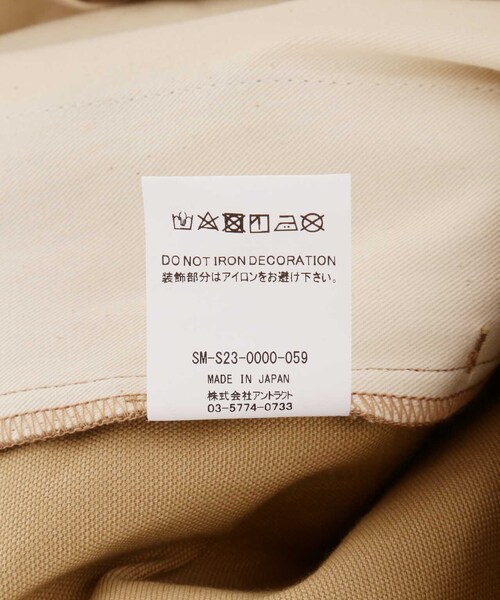 DO NOT IRON DECORATION
装飾部分はアイロンをお避け下さい。
SM-S23-0000-059
MADE IN JAPAN
株式会社アントラクト
03-5774-0733